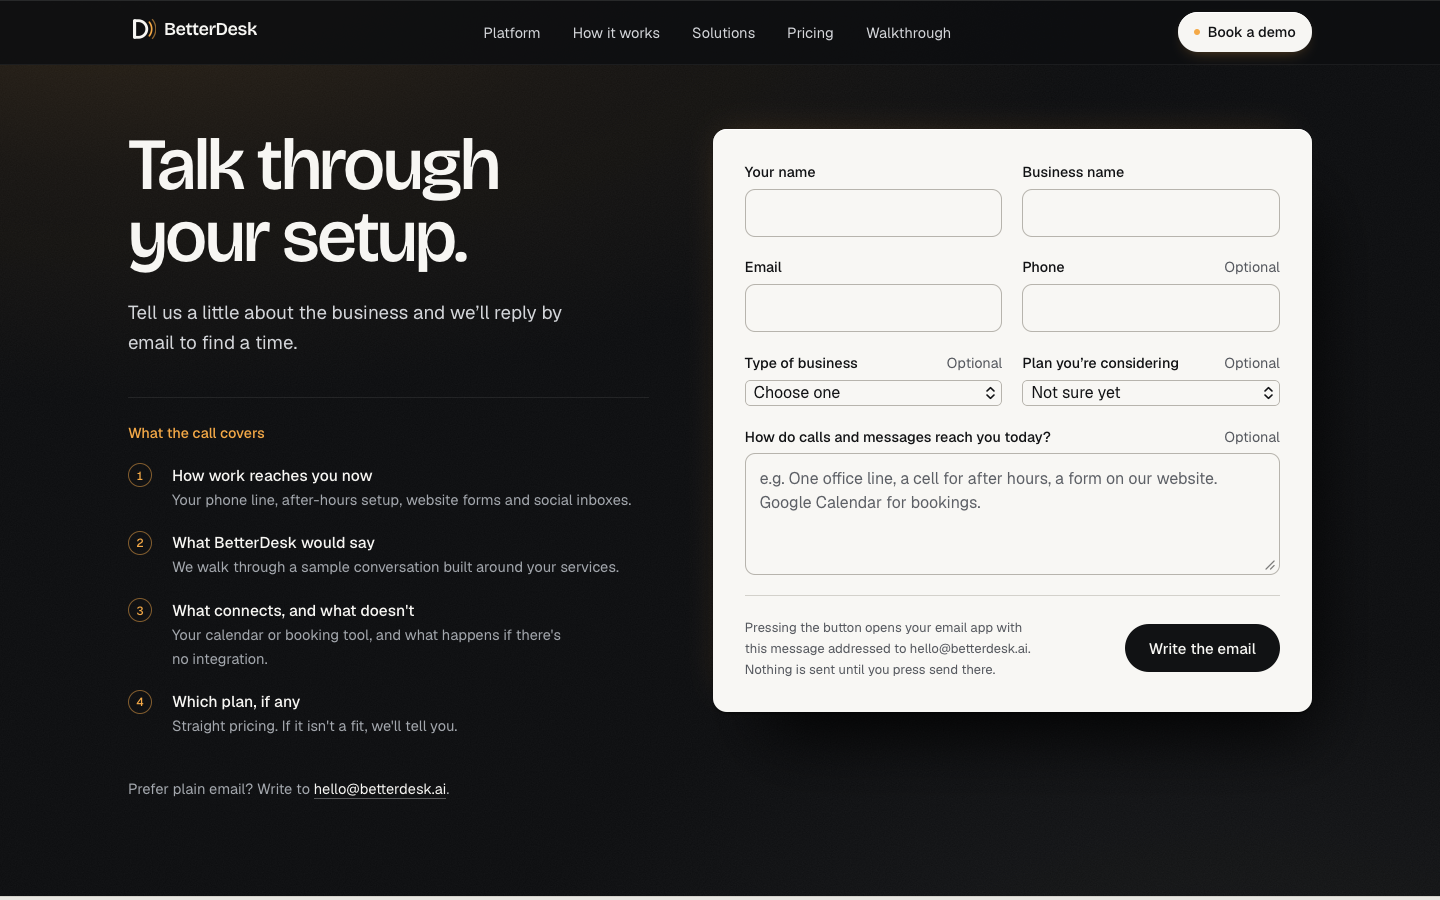 BetterDesk
Platform
How it works
Solutions
Pricing
Walkthrough
Book a demo
Talk through
your setup.
Tell us a little about the business and we’ll reply by
email to find a time.
What the call covers
1
How work reaches you now
Your phone line, after-hours setup, website forms and social inboxes.
2
What BetterDesk would say
We walk through a sample conversation built around your services.
3
What connects, and what doesn't
Your calendar or booking tool, and what happens if there's
no integration.
4
Which plan, if any
Straight pricing. If it isn't a fit, we'll tell you.
Prefer plain email? Write to hello@betterdesk.ai.
Your name
Business name
Email
Phone Optional
Type of business Optional
Plan you’re considering Optional
Choose one
Not sure yet
How do calls and messages reach you today? Optional
e.g. One office line, a cell for after hours, a form on our website.
Google Calendar for bookings.
Pressing the button opens your email app with
this message addressed to hello@betterdesk.ai.
Nothing is sent until you press send there.
Write the email